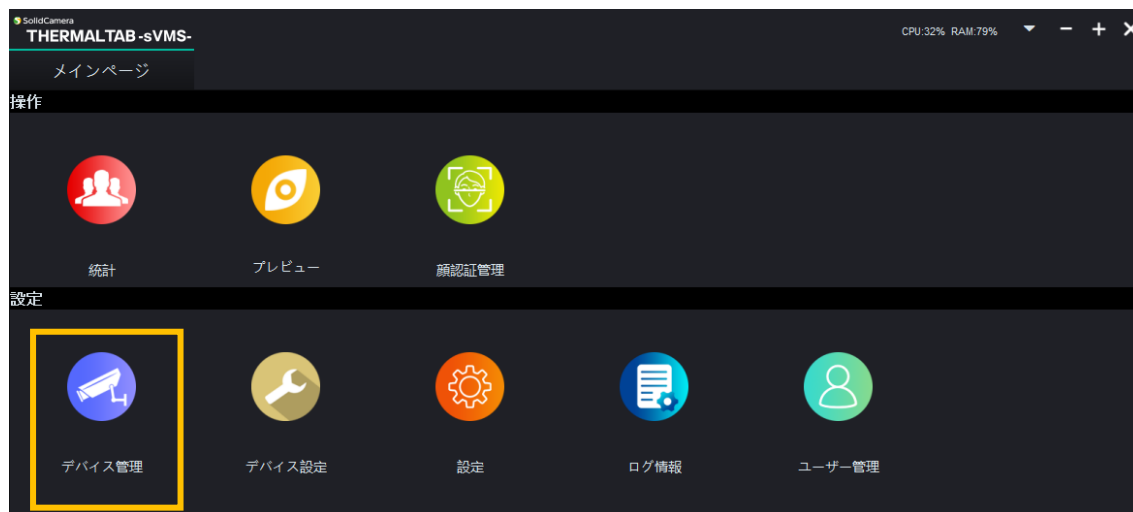 SolidCamera
THERMALTAB -sVMS-
CPU:32% RAM:79%
メインページ
操作
統計
プレビュー
顔認証管理
設定
デバイス管理
デバイス設定
設定
ログ情報
ユーザー管理